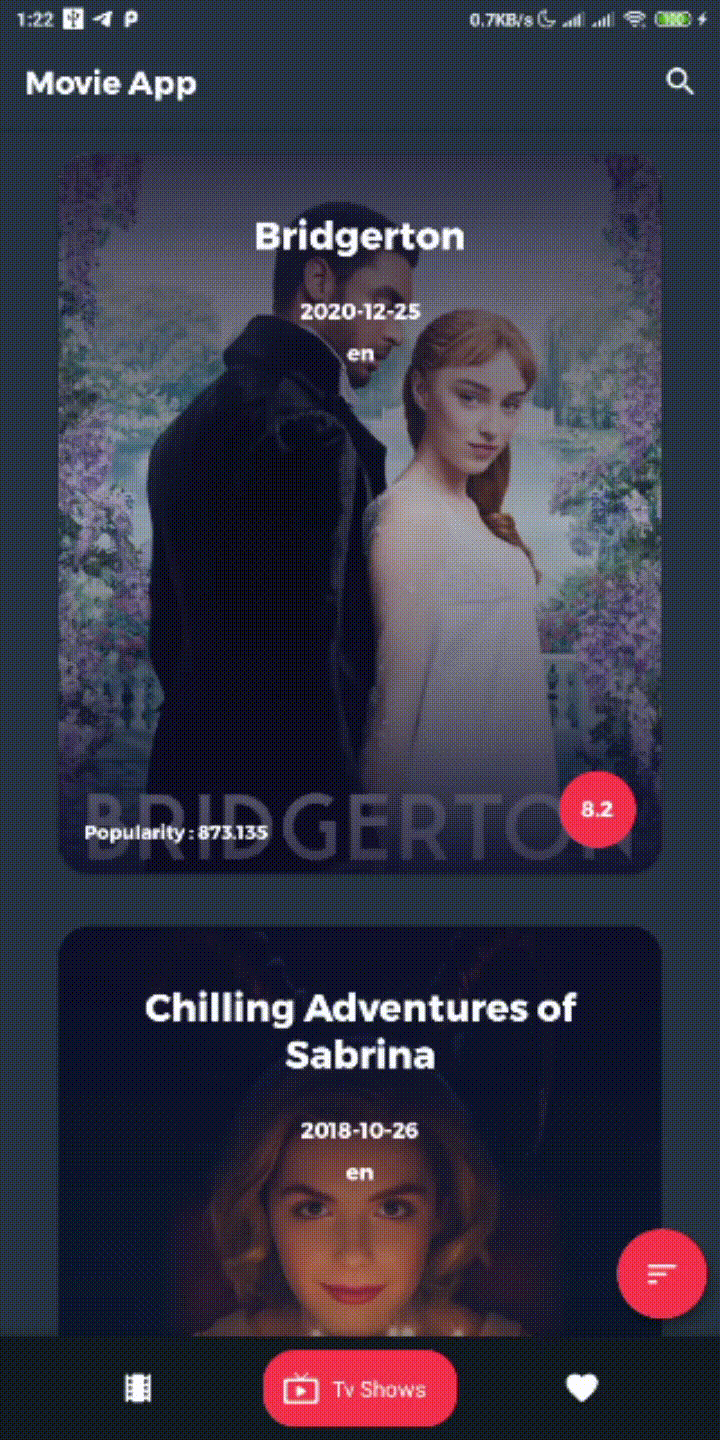 1:22
0.7KB/s
100
Movie App
Bridgerton
2020-12-25
en
BRIDGERTON
Popularity : 873.135
8.2
Chilling Adventures of
Sabrina
2018-10-26
en
Tv Shows